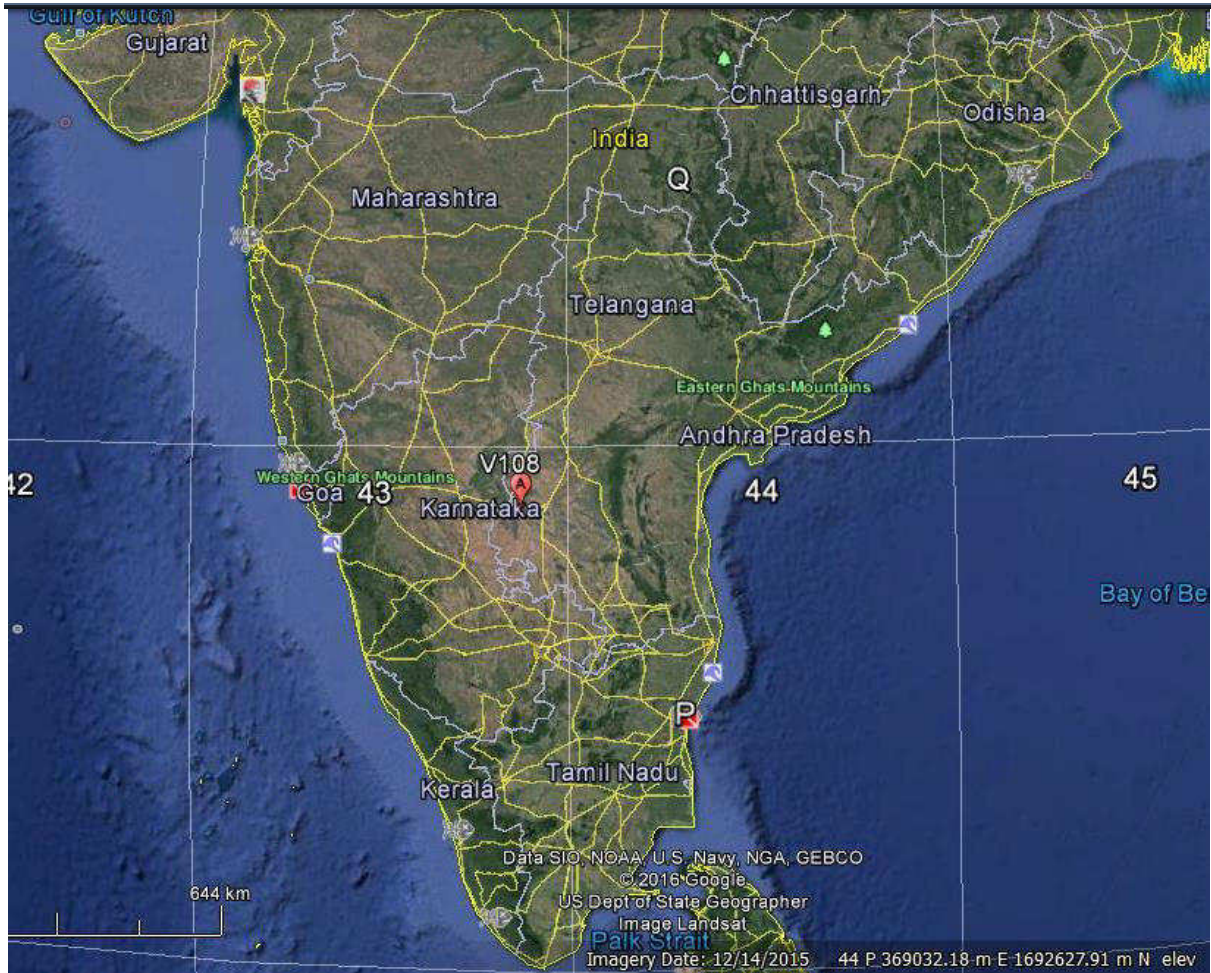 Gulf of Kutch
Gujarat
Chhattisgarh
Odisha
India
Q
Maharashtra
Telangana
Eastern Ghats Mountains
Andhra Pradesh
V108
A
Western Ghats Mountains
42
Goa
43
Karnataka
44
45
Bay of Be
P
Tamil Nadu
Kerala
Data SIO, NOAA, U.S. Navy, NGA, GEBCO
© 2016 Google
US Dept of State Geographer
Image Landsat
644 km
Palk Strait
Imagery Date: 12/14/2015 44 P 369032.18 m E 1692627.91 m N elev